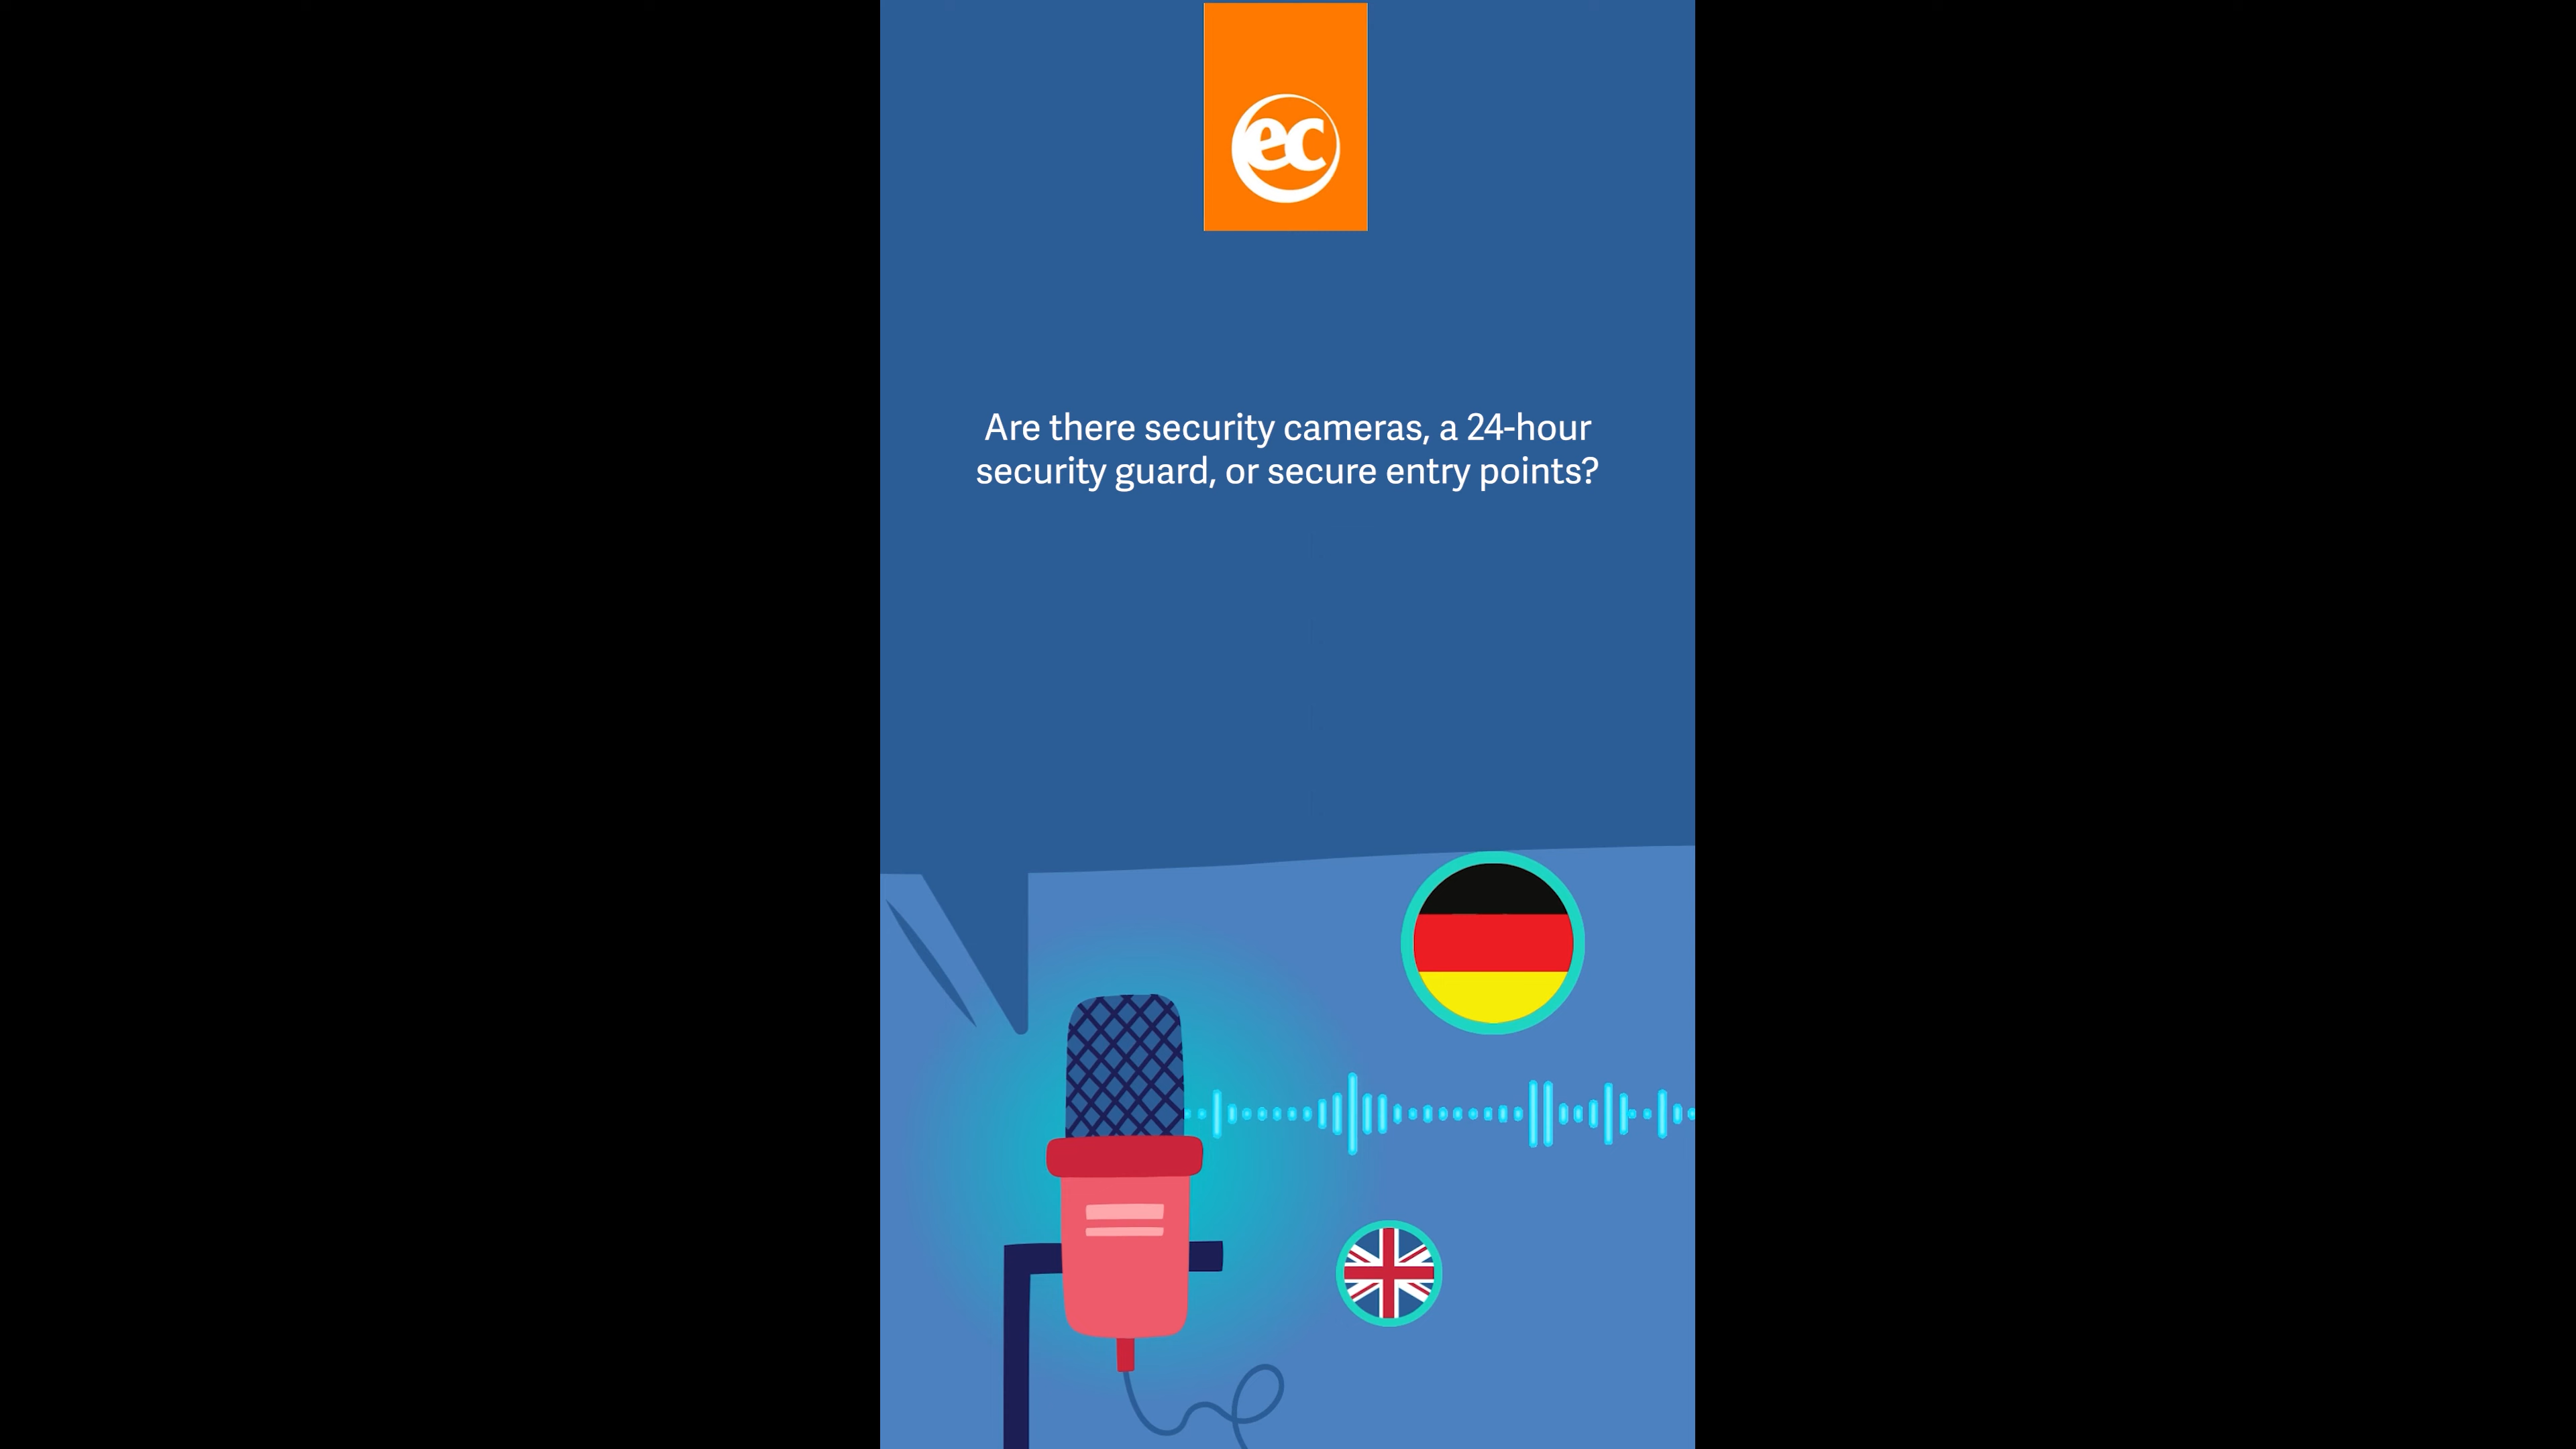 ec
Are there security cameras, a 24-hour
security guard, or secure entry points?